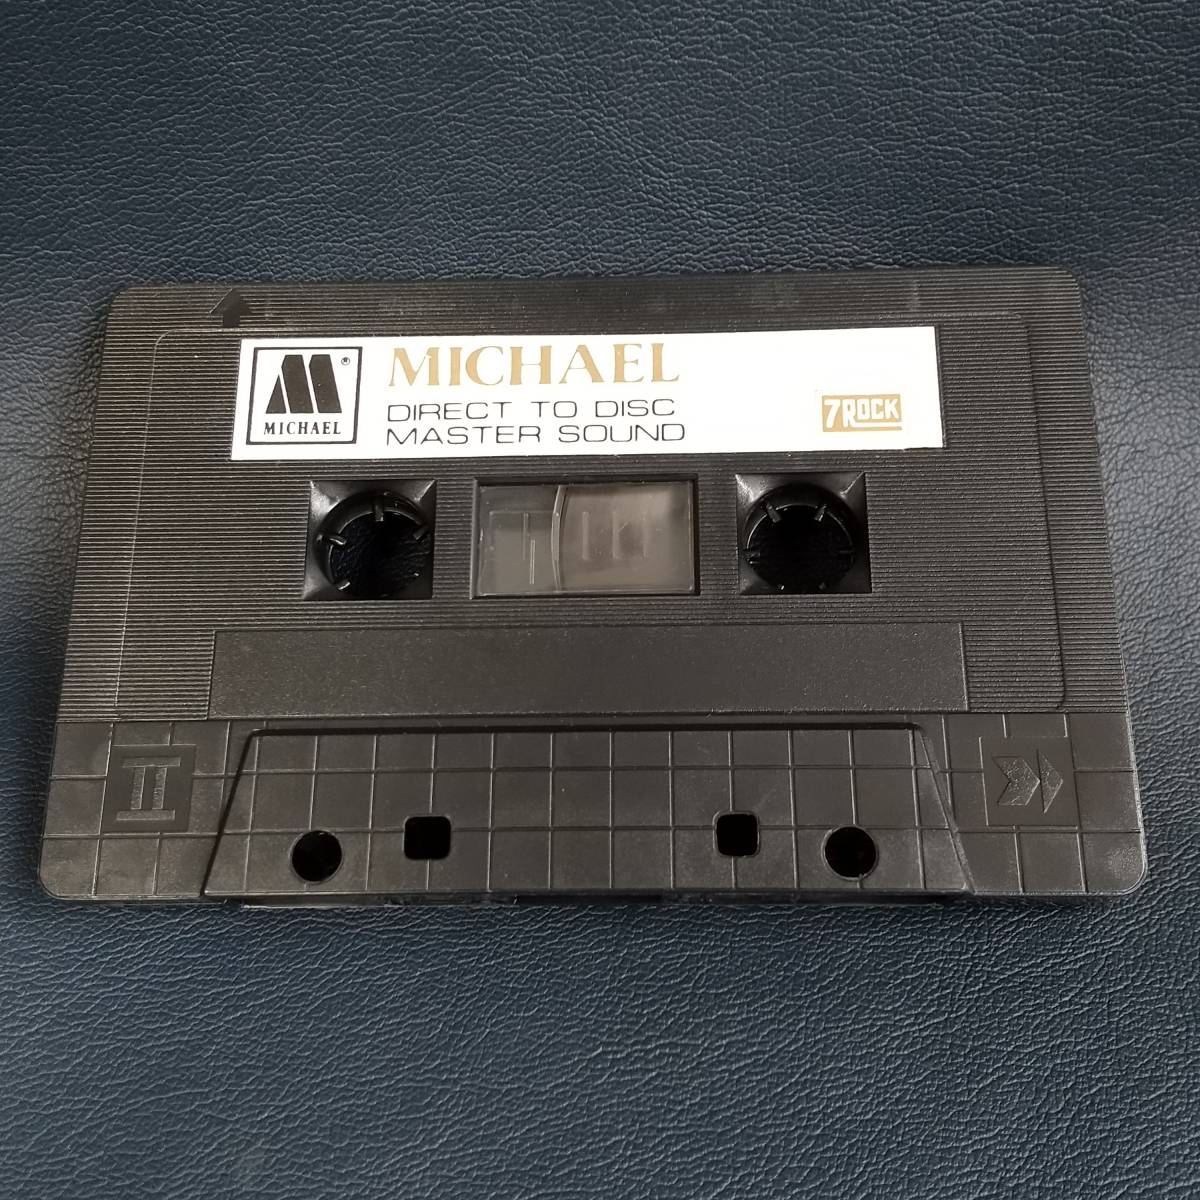 M®
MICHAEL
MICHAEL
DIRECT TO DISC
MASTER SOUND
7ROCK
II